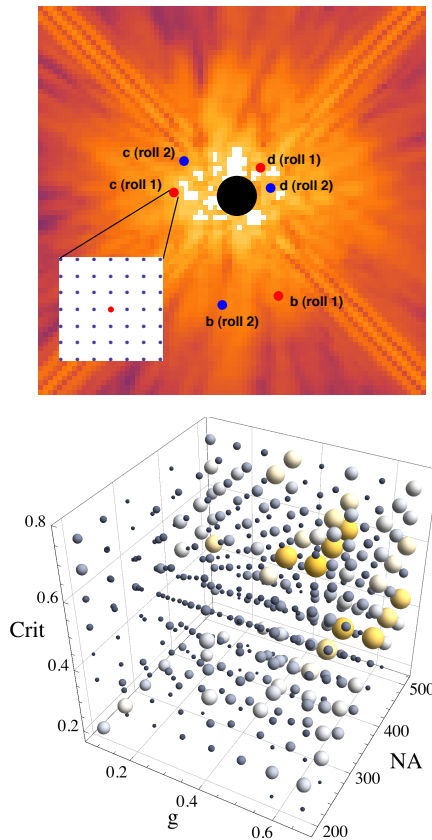 c (roll 2)
d (roll 1)
c (roll 1)
d (roll 2)
b (roll 1)
b (roll 2)
0.8
0.6
Crit
0.4
0.2
0.2
g
0.4
0.6
200
300
400
500
NA